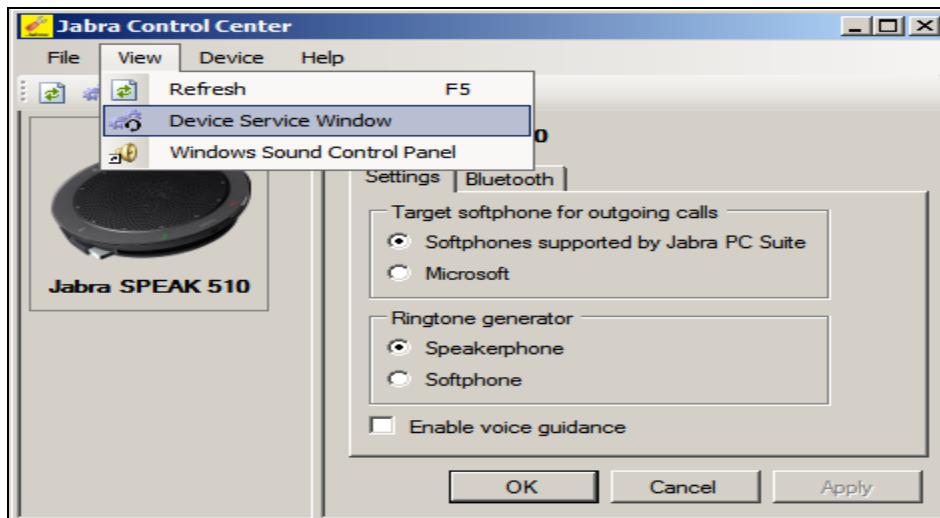 Jabra Control Center
File View Device Help
Refresh F5
Device Service Window
Windows Sound Control Panel
0
Settings Bluetooth
Target softphone for outgoing calls
Softphones supported by Jabra PC Suite
Microsoft
Jabra SPEAK 510
Ringtone generator
Speakerphone
Softphone
Enable voice guidance
OK Cancel Apply